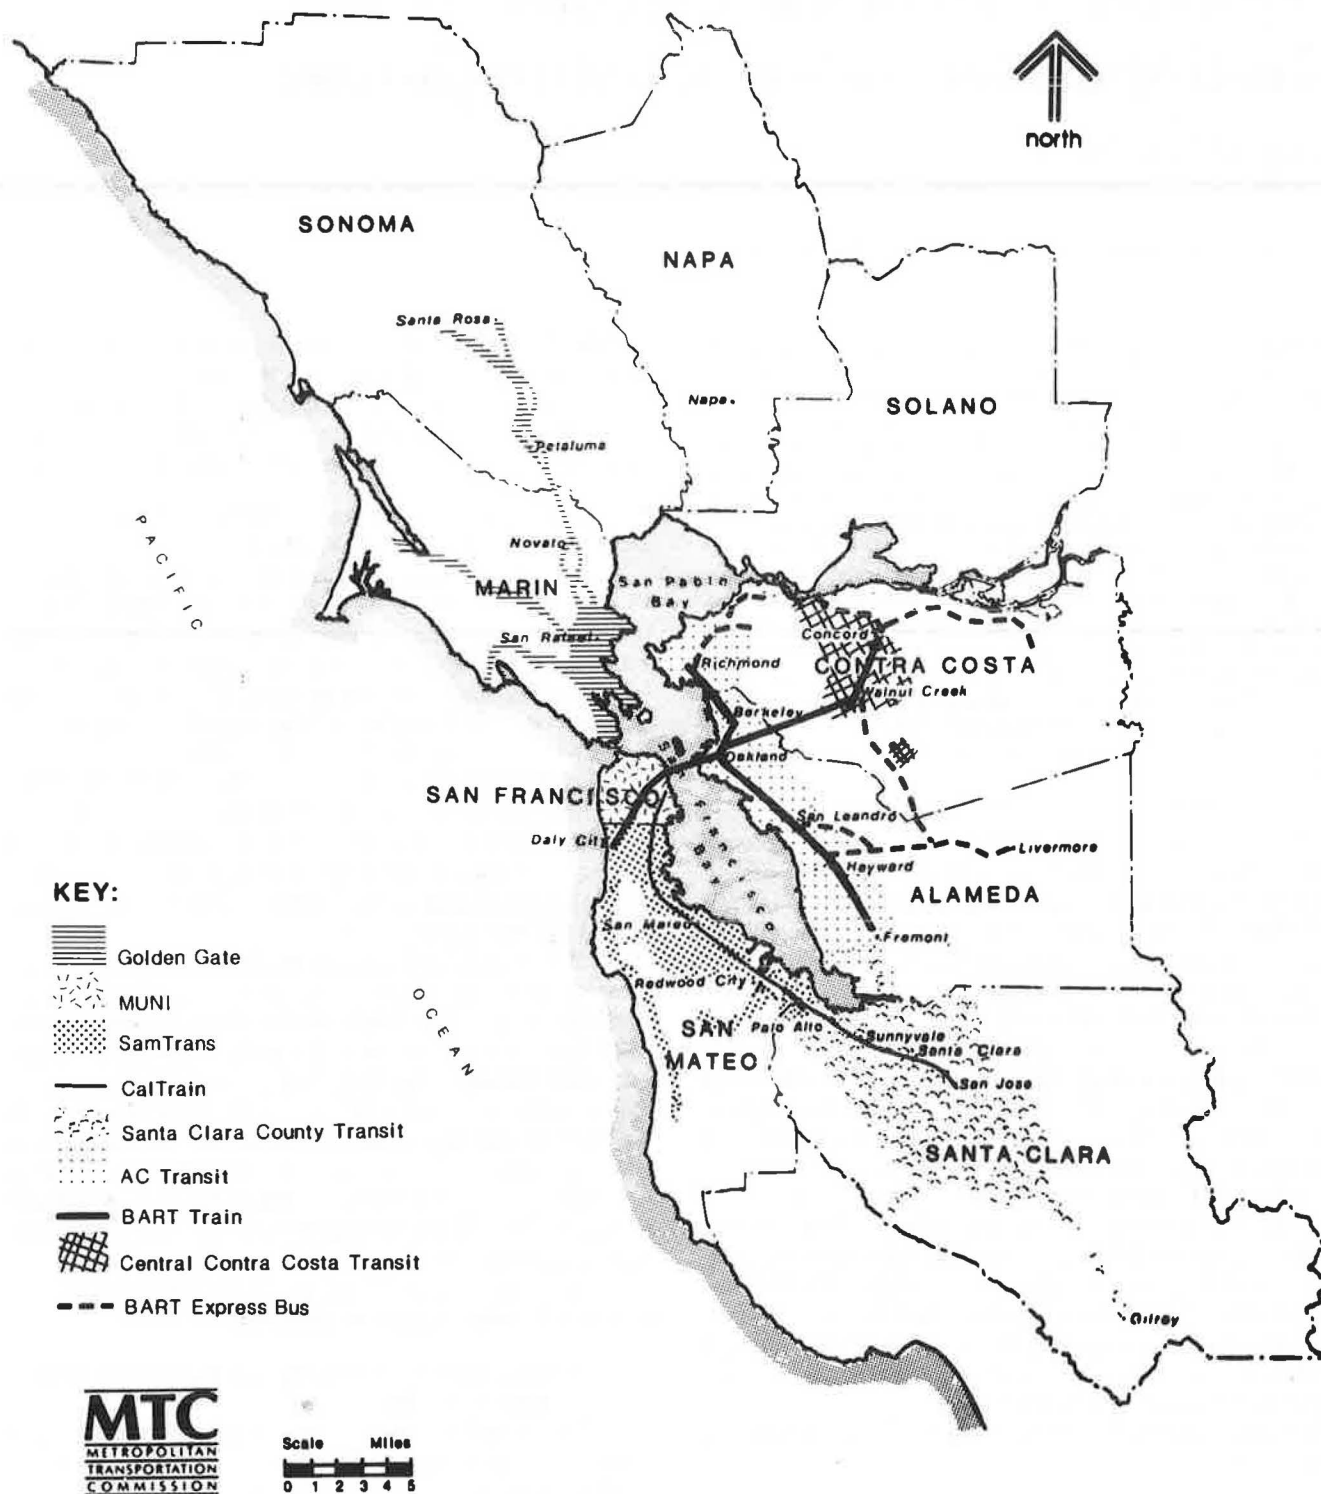 north
SONOMA
NAPA
Santa Rosa
Napa
SOLANO
Petaluma
PACIFIC
Novato
San Pablo
Bay
MARIN
San Rafael
Concord
CONTRA COSTA
Richmond
Walnut Creek
Berkeley
Oakland
SAN FRANCISCO
San
Francisco
Bay
San Leandro
Daly City
Livermore
Hayward
ALAMEDA
KEY:
San Mateo
Fremont
Golden Gate
Redwood City
MUNI
OCEAN
SAN
MATEO
Palo Alto
Sunnyvale
Santa Clara
SamTrans
San Jose
CalTrain
Santa Clara County Transit
SANTA CLARA
AC Transit
BART Train
Central Contra Costa Transit
BART Express Bus
Gilroy
MTC
METROPOLITAN
TRANSPORTATION
COMMISSION
Scale Miles
0 1 2 3 4 5